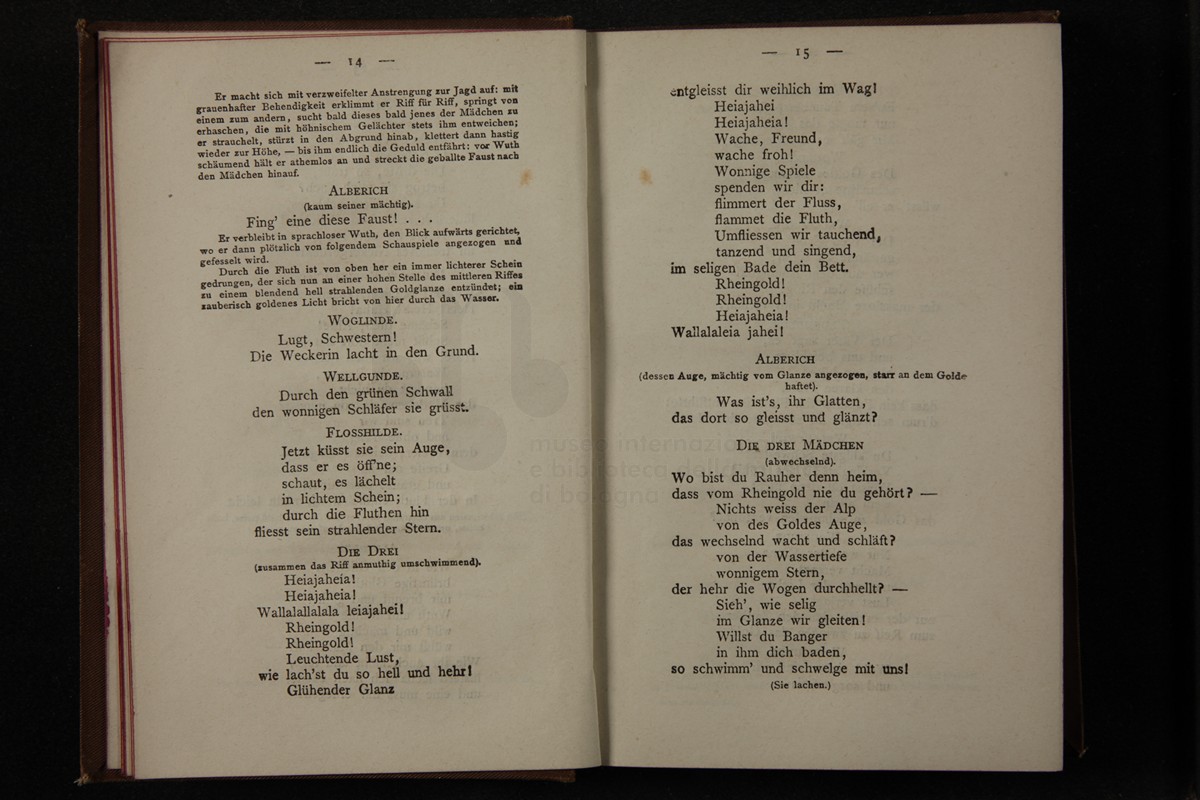 — 14 —
Er macht sich mit verzweifelter Anstrengung zur Jagd auf: mit
grauenhafter Behendigkeit erklimmt er Riff für Riff, springt von
einem zum andern, sucht bald dieses bald jenes der Mädchen zu
erhaschen, die mit höhnischem Gelächter stets ihm entweichen;
er strauchelt, stürzt in den Abgrund hinab, klettert dann hastig
wieder zur Höhe, — bis ihm endlich die Geduld entfährt: vor Wuth
schäumend hält er athemlos an und streckt die geballte Faust nach
den Mädchen hinauf.
ALBERICH
(kaum seiner mächtig).
Fing' eine diese Faust! . . .
Er verbleibt in sprachloser Wuth, den Blick aufwärts gerichtet,
wo er dann plötzlich von folgendem Schauspiele angezogen und
gefesselt wird.
Durch die Fluth ist von oben her ein immer lichterer Schein
gedrungen, der sich nun an einer hohen Stelle des mittleren Riffes
zu einem blendend hell strahlenden Goldglanze entzündet; ein
zauberisch goldenes Licht bricht von hier durch das Wasser.
WOGLINDE.
Lugt, Schwestern!
Die Weckerin lacht in den Grund.
WELLGUNDE.
Durch den grünen Schwall
den wonnigen Schläfer sie grüsst.
FLOSSHILDE.
Jetzt küsst sie sein Auge,
dass er es öffne;
schaut, es lächelt
in lichtem Schein;
durch die Fluthen hin
fliesst sein strahlender Stern.
DIE DREI
(zusammen das Riff anmuthig umschwimmend).
Heiajaheia!
Heiajaheia!
Wallalallalala leiajahei!
Rheingold!
Rheingold!
Leuchtende Lust,
wie lach'st du so hell und hehr!
Glühender Glanz
— 15 —
entgleisst dir weihlich im Wag!
Heiajahei
Heiajaheia!
Wache, Freund,
wache froh!
Wonnige Spiele
spenden wir dir:
flimmert der Fluss,
flammet die Fluth,
Umfliessen wir tauchend,
tanzend und singend,
im seligen Bade dein Bett.
Rheingold!
Rheingold!
Heiajaheia!
Wallalaleia jahei!
ALBERICH
(dessen Auge, mächtig vom Glanze angezogen, starr an dem Golde
haftet).
Was ist's, ihr Glatten,
das dort so gleisst und glänzt?
DIE DREI MÄDCHEN
(abwechselnd).
Wo bist du Rauher denn heim,
dass vom Rheingold nie du gehört? —
Nichts weiss der Alp
von des Goldes Auge,
das wechselnd wacht und schläft?
von der Wassertiefe
wonnigem Stern,
der hehr die Wogen durchhellt? —
Sieh', wie selig
im Glanze wir gleiten!
Willst du Banger
in ihm dich baden,
so schwimm' und schwelge mit uns!
(Sie lachen.)
museo internazionale
e biblioteca della musica
di bologna